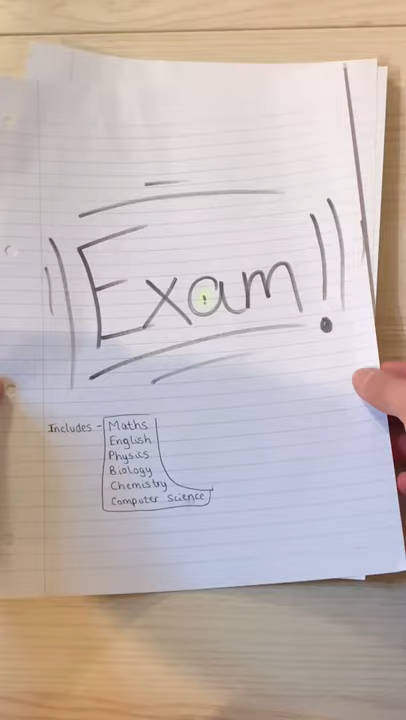 Exam!!
Includes - Maths
English
Physics
Biology
Chemistry
Computer Science